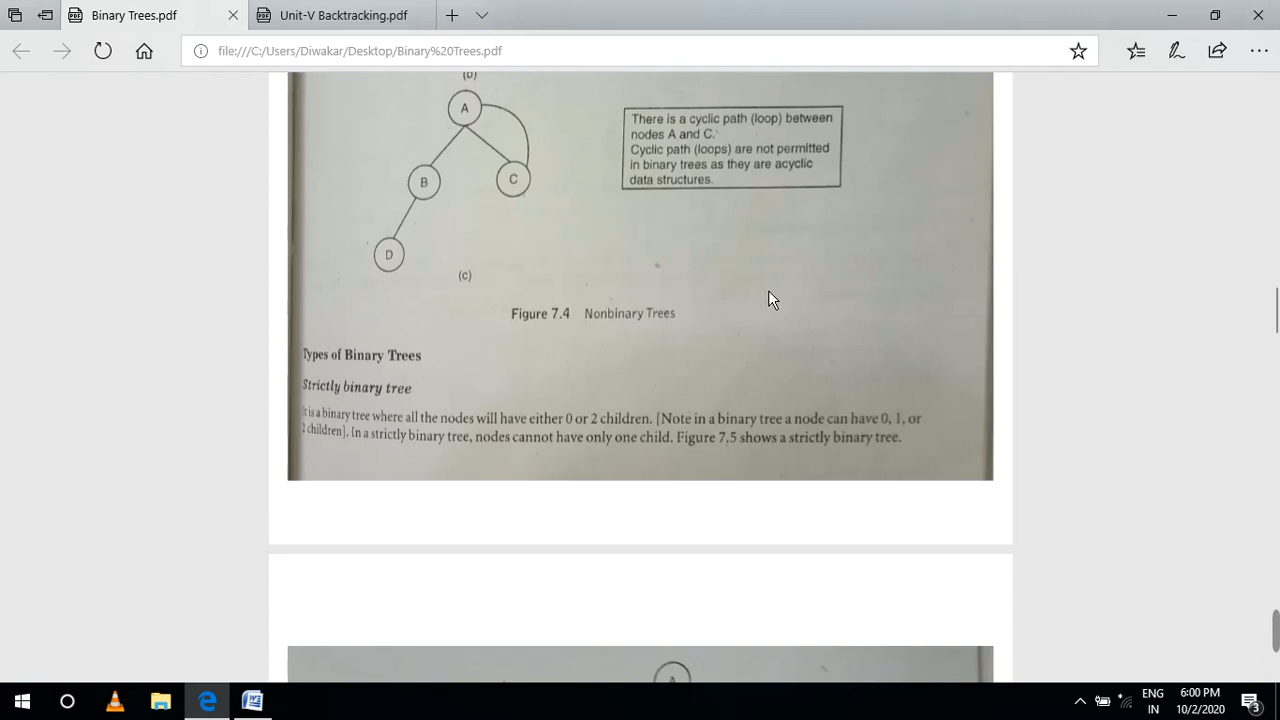 Binary Trees.pdf
Unit-V Backtracking.pdf
file:///C:/Users/Diwakar/Desktop/Binary%20Trees.pdf
(b)
A
B
C
D
(c)
There is a cyclic path (loop) between
nodes A and C.
Cyclic path (loops) are not permitted
in binary trees as they are acyclic
data structures.
Figure 7.4 Nonbinary Trees
Types of Binary Trees
Strictly binary tree
It is a binary tree where all the nodes will have either 0 or 2 children. [Note in a binary tree a node can have 0, 1, or
2 children]. In a strictly binary tree, nodes cannot have only one child. Figure 7.5 shows a strictly binary tree.
A
ENG
IN
6:00 PM
10/2/2020
3